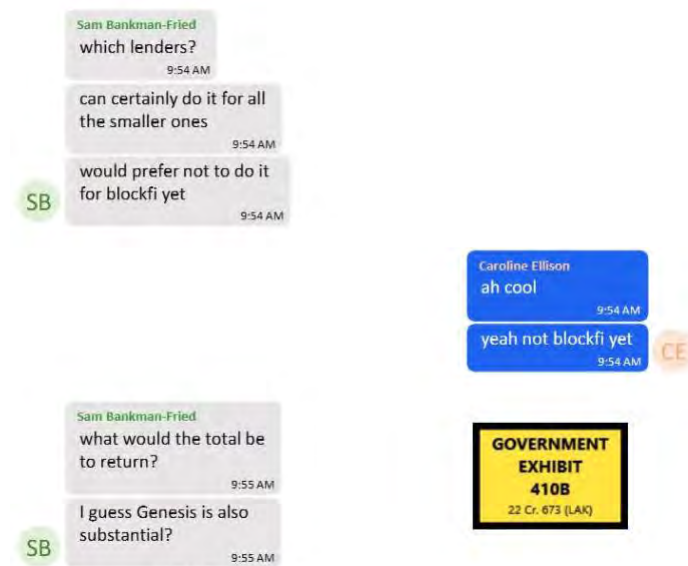 Sam Bankman-Fried
which lenders?
9:54 AM
can certainly do it for all
the smaller ones
9:54 AM
would prefer not to do it
for blockfi yet
9:54 AM
SB
Caroline Ellison
ah cool
9:54 AM
yeah not blockfi yet
9:54 AM
CE
Sam Bankman-Fried
what would the total be
to return?
9:55 AM
I guess Genesis is also
substantial?
9:55 AM
SB
GOVERNMENT
EXHIBIT
410B
22 Cr. 673 (LAK)